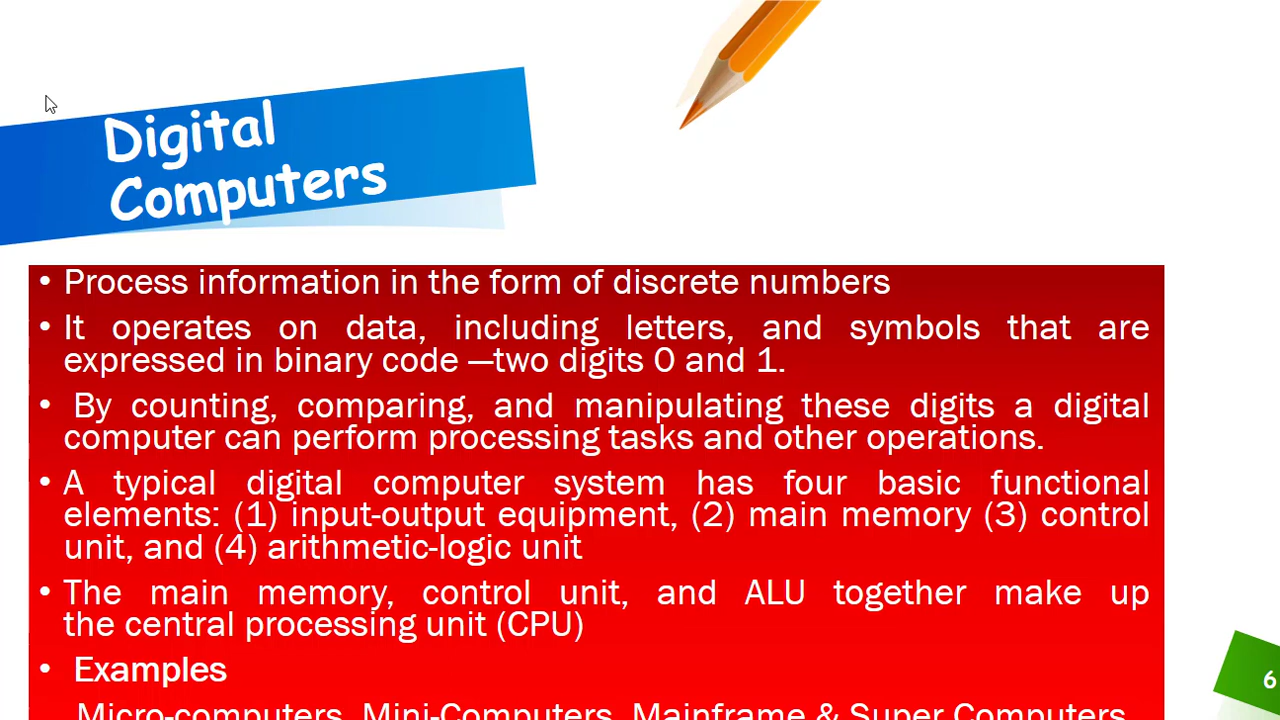 Digital
Computers
• Process information in the form of discrete numbers
• It operates on data, including letters, and symbols that are
expressed in binary code —two digits 0 and 1.
• By counting, comparing, and manipulating these digits a digital
computer can perform processing tasks and other operations.
• A typical digital computer system has four basic functional
elements: (1) input-output equipment, (2) main memory (3) control
unit, and (4) arithmetic-logic unit
• The main memory, control unit, and ALU together make up
the central processing unit (CPU)
• Examples
Micro-computers, Mini-Computers, Mainframe & Super Computers
6